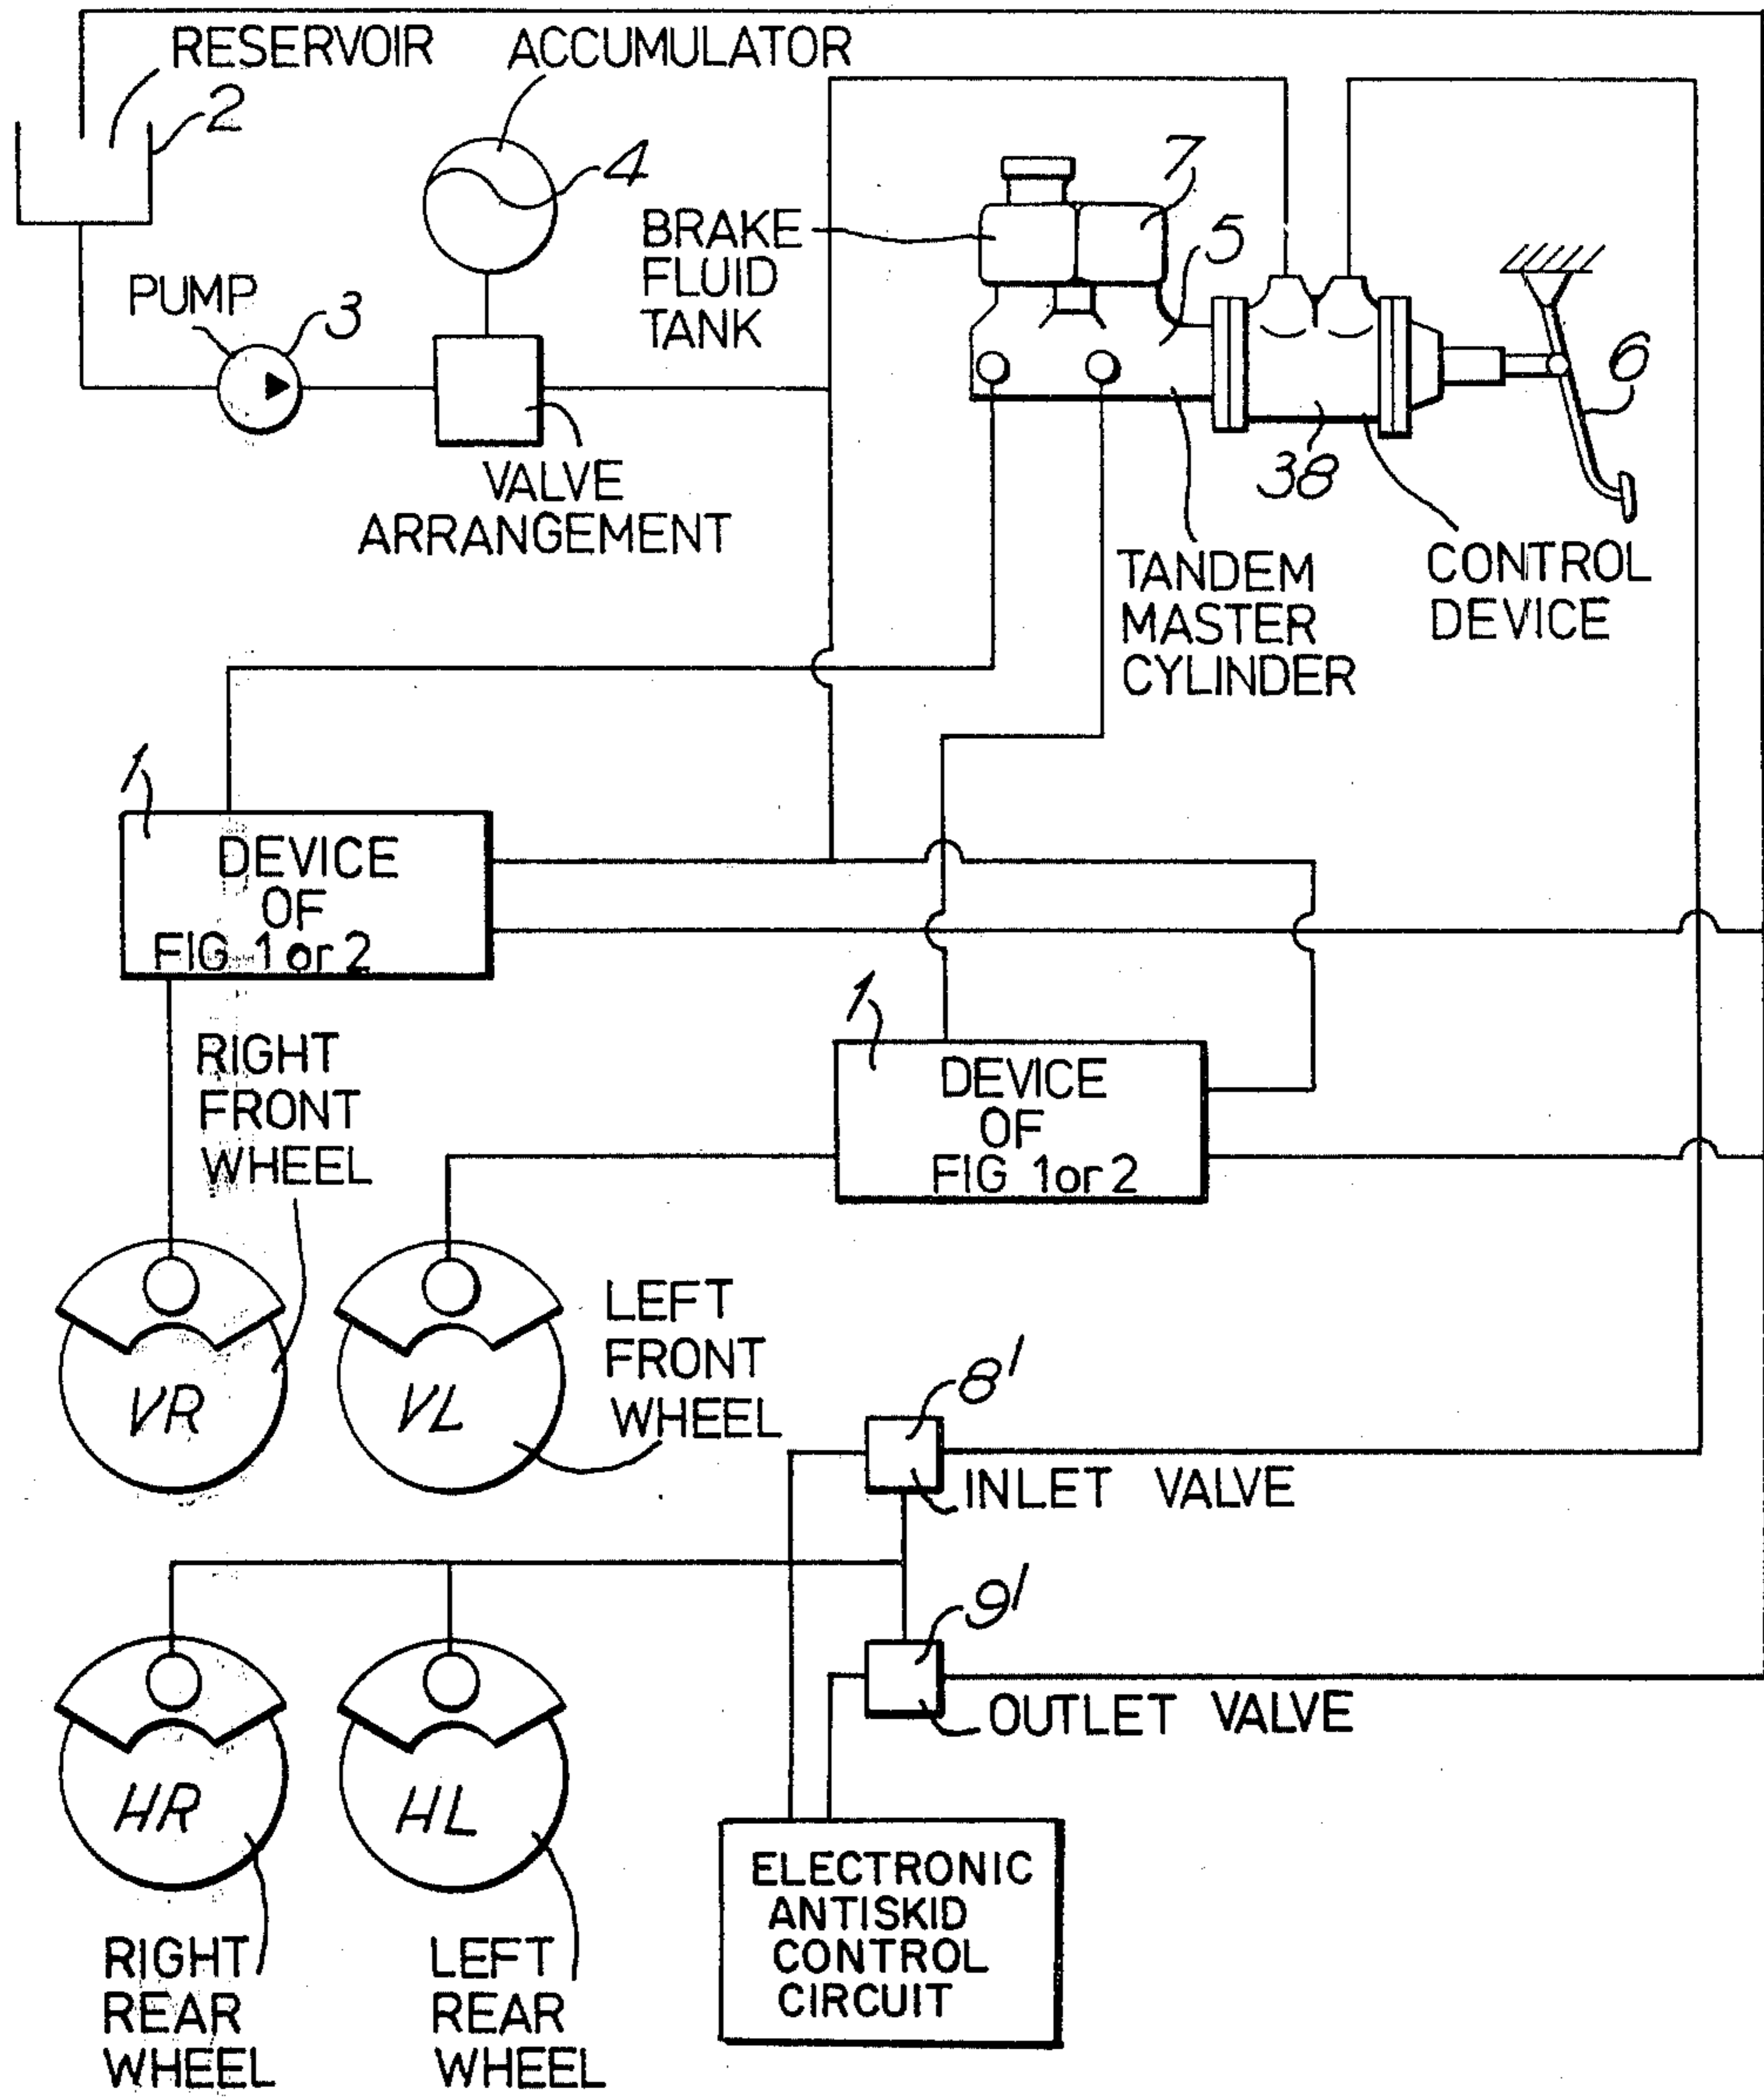 RESERVOIR
ACCUMULATOR
2
4
7
BRAKE
FLUID
TANK
5
PUMP
3
6
38
VALVE
ARRANGEMENT
TANDEM
MASTER
CYLINDER
CONTROL
DEVICE
1
DEVICE
OF
FIG 1 or 2
1
DEVICE
OF
FIG 1 or 2
RIGHT
FRONT
WHEEL
LEFT
FRONT
WHEEL
VR
VL
8'
INLET VALVE
9'
OUTLET VALVE
HR
HL
ELECTRONIC
ANTISKID
CONTROL
CIRCUIT
RIGHT
REAR
WHEEL
LEFT
REAR
WHEEL